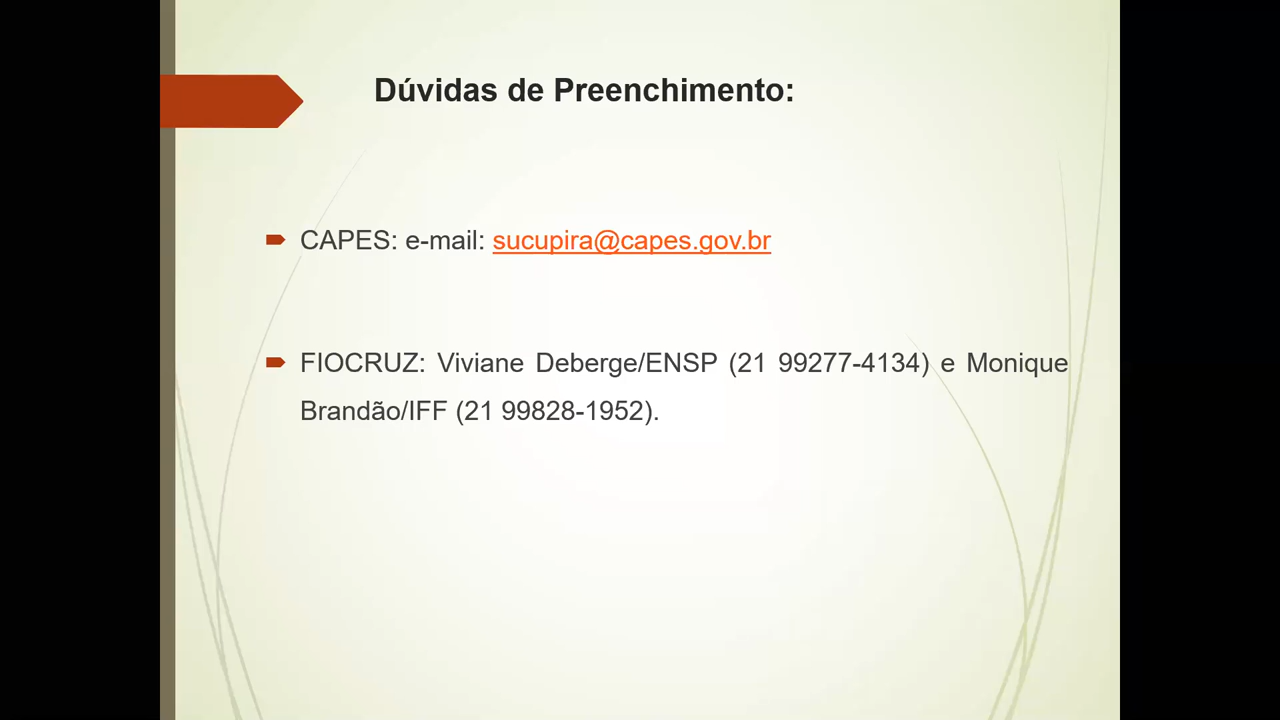 Dúvidas de Preenchimento:
CAPES: e-mail: sucupira@capes.gov.br
FIOCRUZ: Viviane Deberge/ENSP (21 99277-4134) e Monique
Brandão/IFF (21 99828-1952).